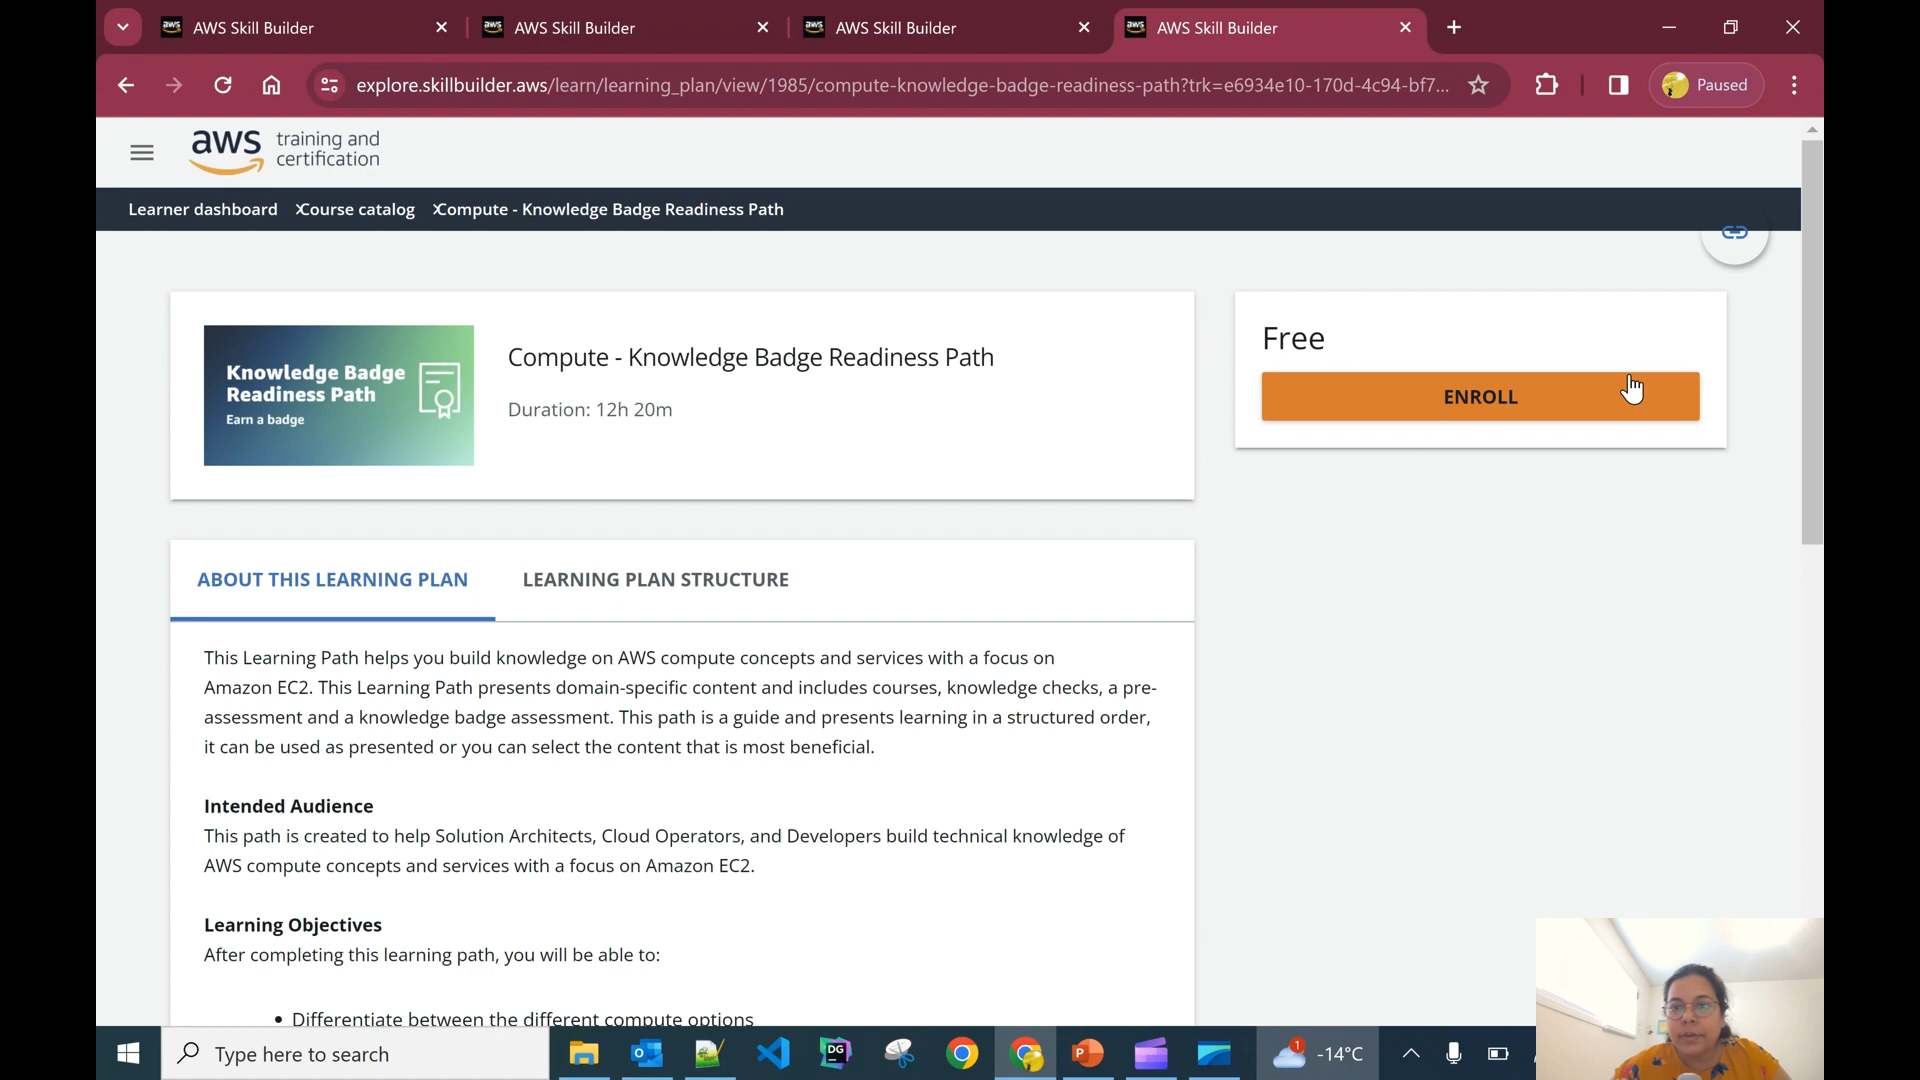 AWS Skill Builder
AWS Skill Builder
AWS Skill Builder
AWS Skill Builder
explore.skillbuilder.aws/learn/learning_plan/view/1985/compute-knowledge-badge-readiness-path?trk=e6934e10-170d-4c94-bf7...
Paused
aws training and
certification
Learner dashboard
Course catalog
Compute - Knowledge Badge Readiness Path
Knowledge Badge
Readiness Path
Earn a badge
Compute - Knowledge Badge Readiness Path
Duration: 12h 20m
Free
ENROLL
ABOUT THIS LEARNING PLAN
LEARNING PLAN STRUCTURE
This Learning Path helps you build knowledge on AWS compute concepts and services with a focus on
Amazon EC2. This Learning Path presents domain-specific content and includes courses, knowledge checks, a pre-
assessment and a knowledge badge assessment. This path is a guide and presents learning in a structured order,
it can be used as presented or you can select the content that is most beneficial.
Intended Audience
This path is created to help Solution Architects, Cloud Operators, and Developers build technical knowledge of
AWS compute concepts and services with a focus on Amazon EC2.
Learning Objectives
After completing this learning path, you will be able to:
• Differentiate between the different compute options
Type here to search
DG
1
-14°C